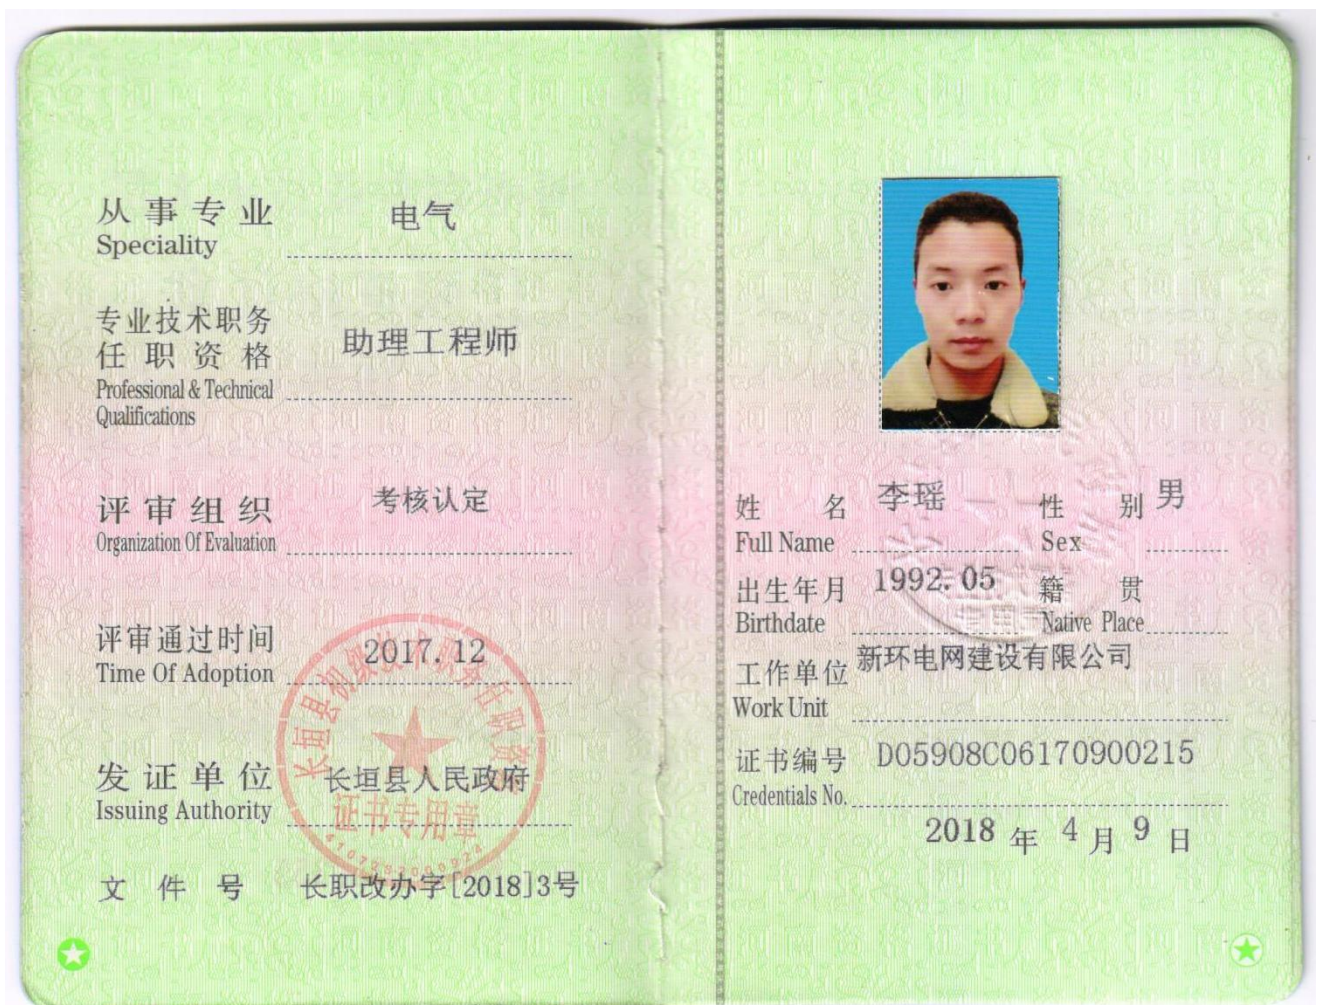 从事专业 电气
Speciality
专业技术职务
任职资格 助理工程师
Professional & Technical
Qualifications
评审组织 考核认定
Organization Of Evaluation
评审通过时间 2017.12
Time Of Adoption
发证单位 长垣县人民政府
Issuing Authority
证书专用章
文件号 长职改办字[2018]3号
姓名 李瑶 性别 男
Full Name Sex
出生年月 1992.05 籍贯
Birthdate Native Place
工作单位 新环电网建设有限公司
Work Unit
证书编号 D05908C06170900215
Credentials No.
2018 年 4 月 9 日